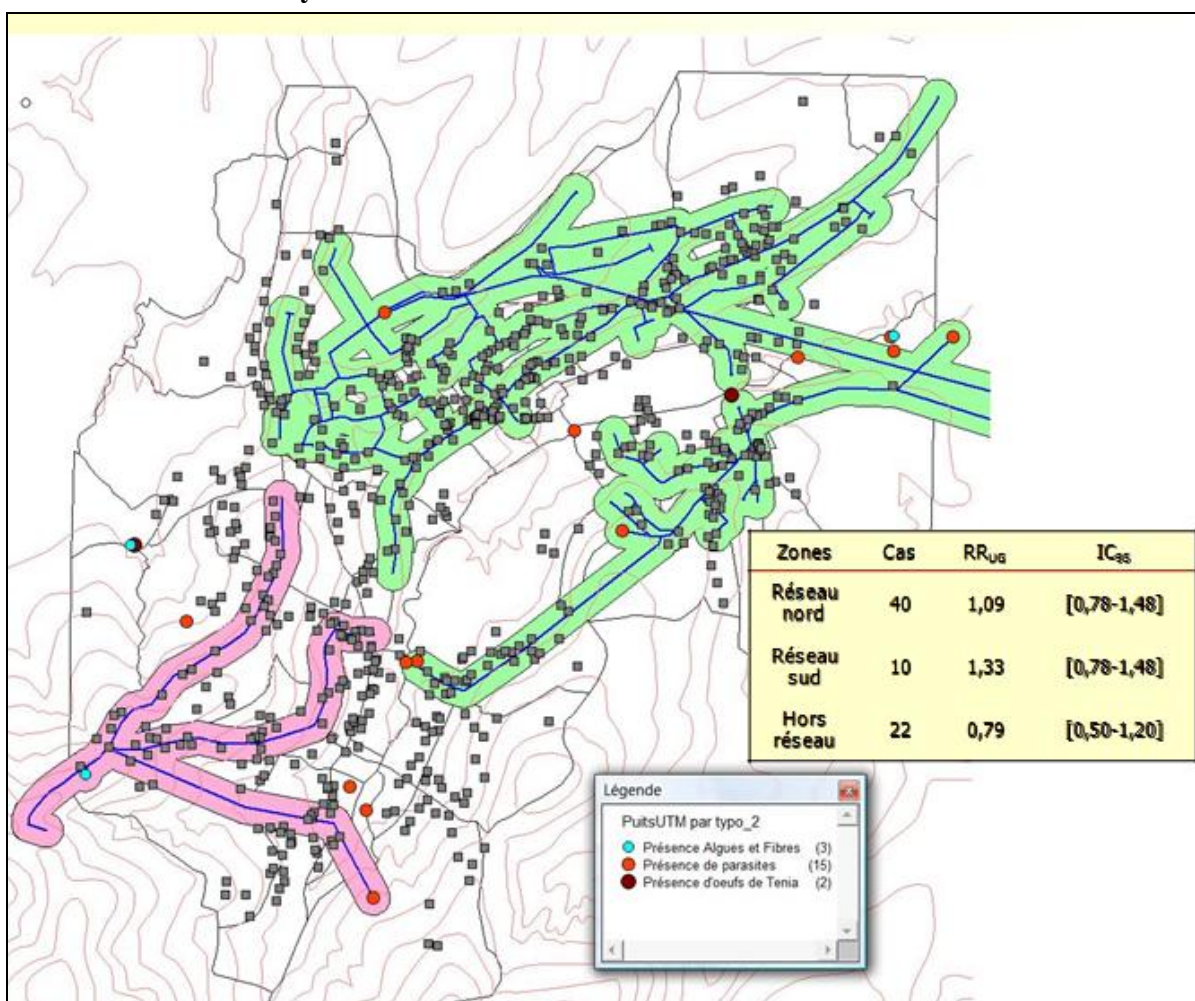 Zones Cas RR_UG IC_95
Réseau nord 40 1,09 [0,78-1,48]
Réseau sud 10 1,33 [0,78-1,48]
Hors réseau 22 0,79 [0,50-1,20]
Légende
PuitsUTM par typo_2
Présence Algues et Fibres (3)
Présence de parasites (15)
Présence d'oeufs de Tenia (2)